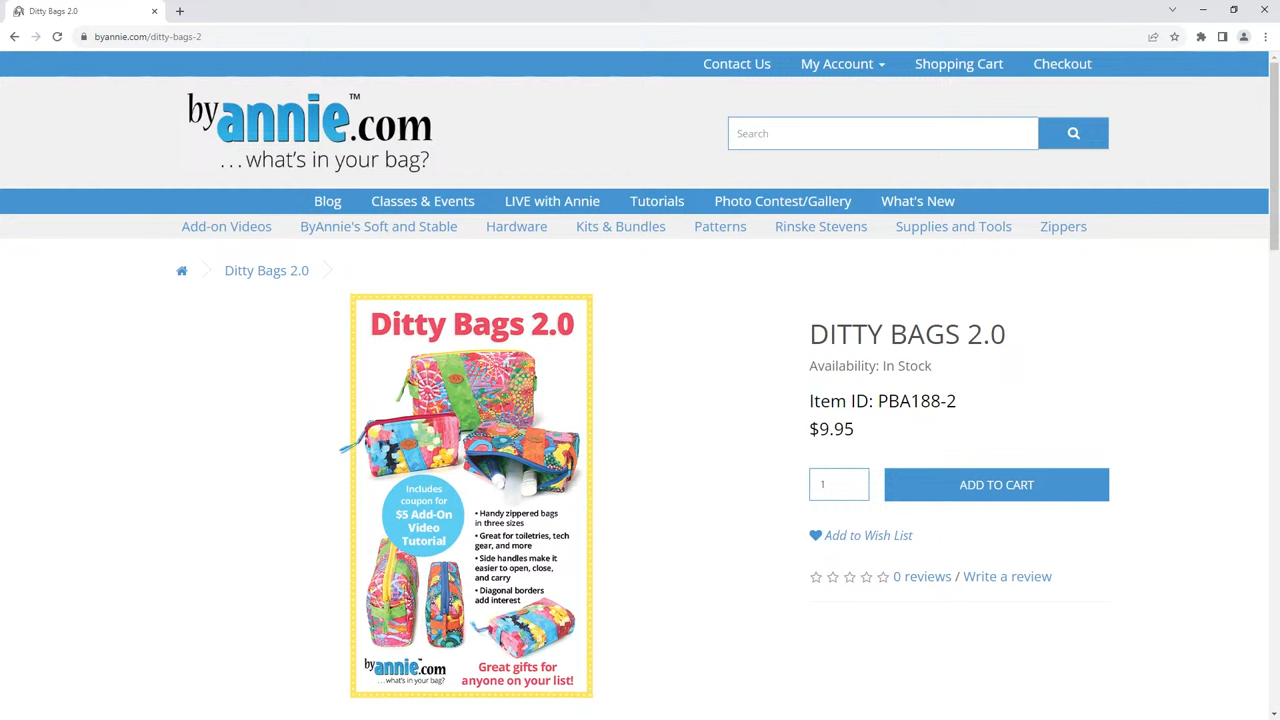 Ditty Bags 2.0
byannie.com/ditty-bags-2
Contact Us
My Account
Shopping Cart
Checkout
byannie.com™
...what's in your bag?
Search
Blog
Classes & Events
LIVE with Annie
Tutorials
Photo Contest/Gallery
What's New
Add-on Videos
ByAnnie's Soft and Stable
Hardware
Kits & Bundles
Patterns
Rinske Stevens
Supplies and Tools
Zippers
Ditty Bags 2.0
Ditty Bags 2.0
Includes
coupon for
$5 Add-On
Video
Tutorial
• Handy zippered bags
in three sizes
• Great for toiletries, tech
gear, and more
• Side handles make it
easier to open, close,
and carry
• Diagonal borders
add interest
byannie.com
...what's in your bag?
Great gifts for
anyone on your list!
DITTY BAGS 2.0
Availability: In Stock
Item ID: PBA188-2
$9.95
1
ADD TO CART
Add to Wish List
0 reviews / Write a review